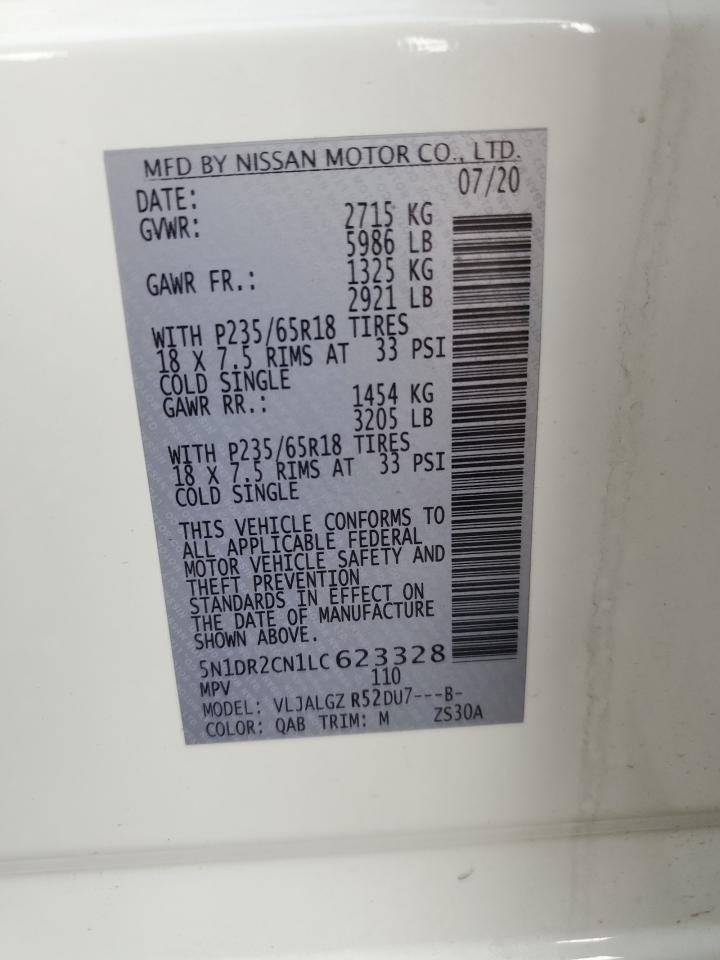 MFD BY NISSAN MOTOR CO., LTD.
DATE: 07/20
GVWR: 2715 KG
5986 LB
GAWR FR.: 1325 KG
2921 LB
WITH P235/65R18 TIRES
18 X 7.5 RIMS AT 33 PSI
COLD SINGLE
GAWR RR.: 1454 KG
3205 LB
WITH P235/65R18 TIRES
18 X 7.5 RIMS AT 33 PSI
COLD SINGLE
THIS VEHICLE CONFORMS TO
ALL APPLICABLE FEDERAL
MOTOR VEHICLE SAFETY AND
THEFT PREVENTION
STANDARDS IN EFFECT ON
THE DATE OF MANUFACTURE
SHOWN ABOVE.
5N1DR2CN1LC623328
MPV 110
MODEL: VLJALGZ R52DU7---B-
COLOR: QAB TRIM: M ZS30A